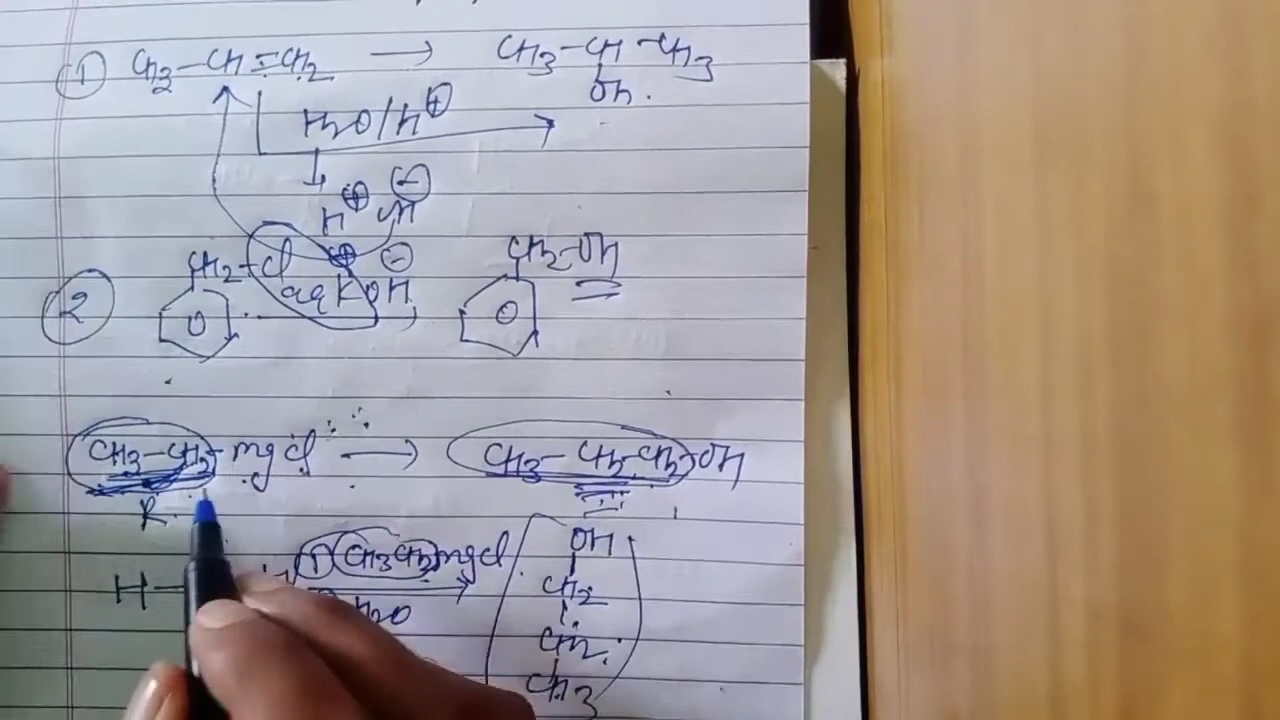 ① CH3-CH=CH2 → CH3-CH-CH3
OH.
H2O/H⊕
H⊕ OH⊖
② CH2-Cl aq KOH ⊕ ⊖ CH2-OH
CH3-CH2-mgcl → CH3-CH2-CH2-OH
R.
H- ① CH3CH2mgcl OH
H2O CH2
CH2
CH3